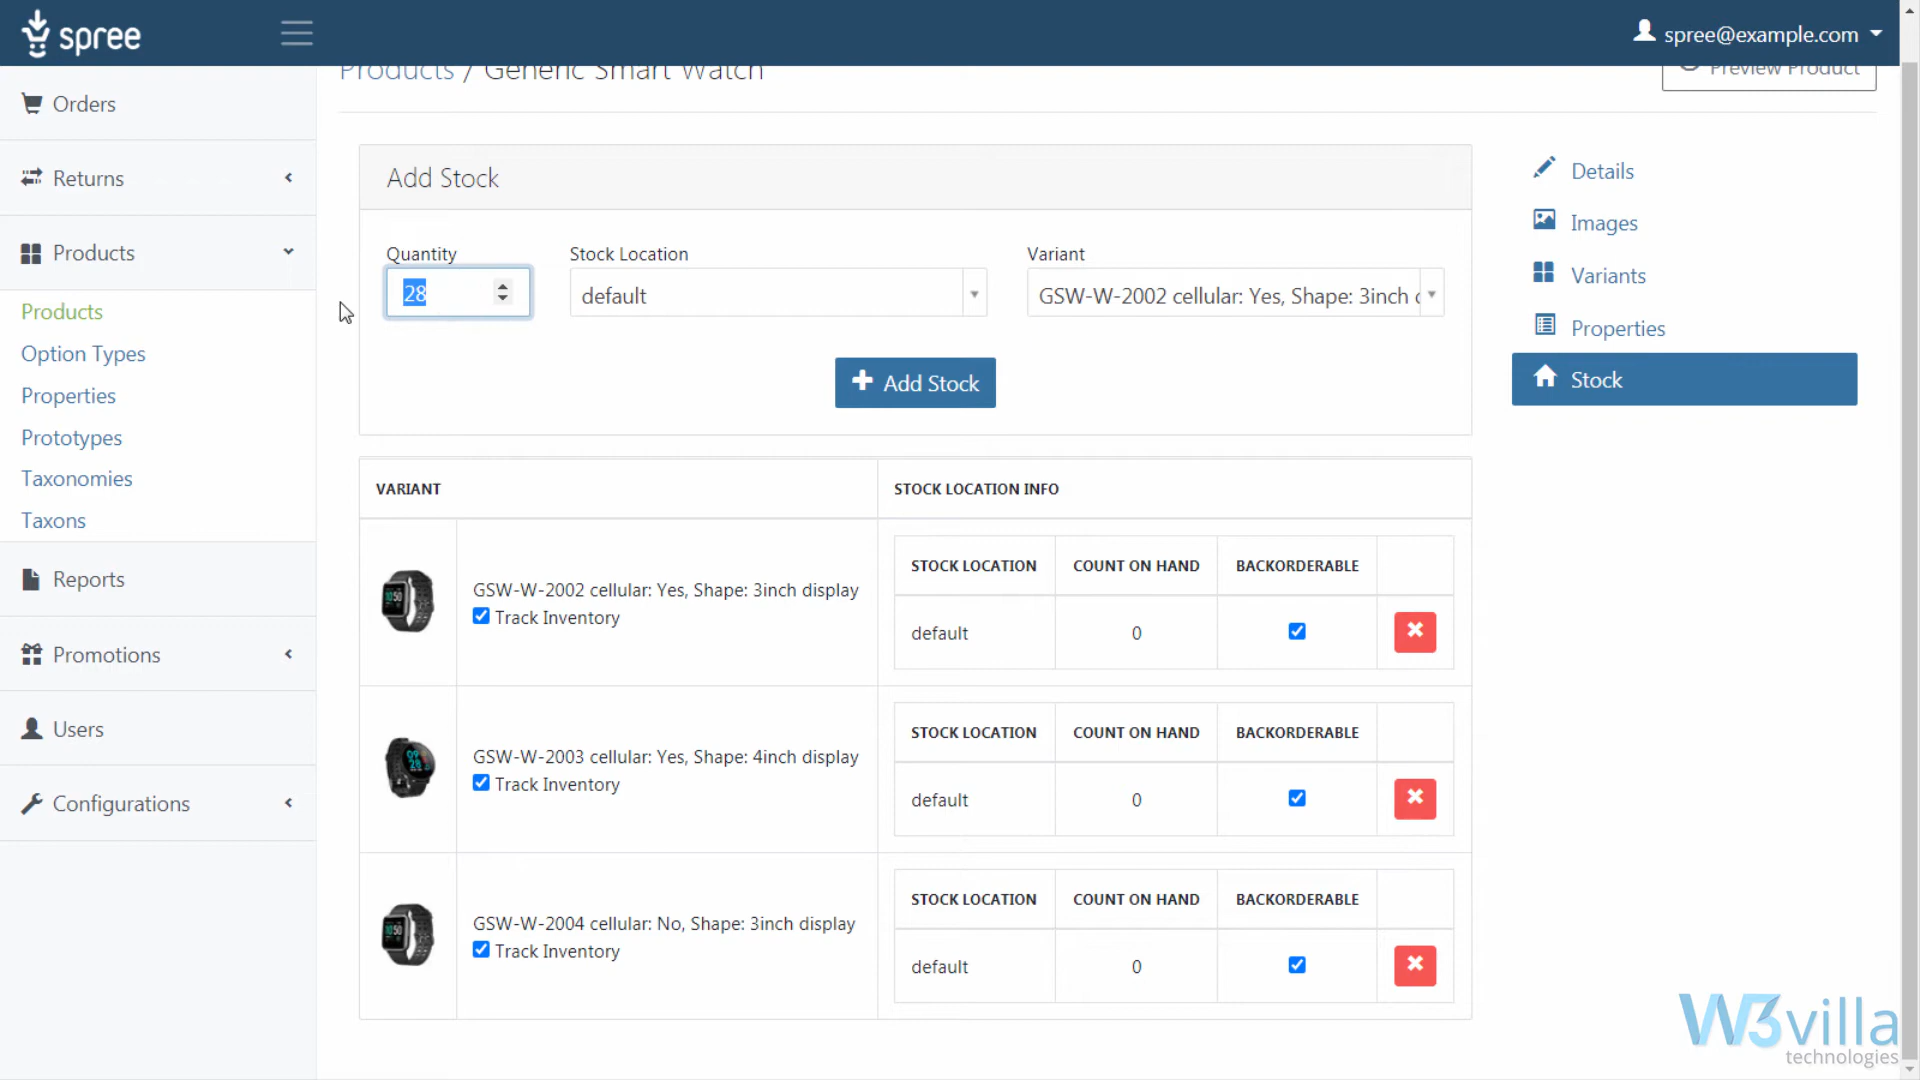 spree
spree@example.com
Products / Generic Smart Watch
Preview Product
Orders
Returns
Products
Products
Option Types
Properties
Prototypes
Taxonomies
Taxons
Reports
Promotions
Users
Configurations
Add Stock
Quantity
Stock Location
Variant
28
default
GSW-W-2002 cellular: Yes, Shape: 3inch
Add Stock
Details
Images
Variants
Properties
Stock
VARIANT
STOCK LOCATION INFO
GSW-W-2002 cellular: Yes, Shape: 3inch display
Track Inventory
STOCK LOCATION COUNT ON HAND BACKORDERABLE
default 0
GSW-W-2003 cellular: Yes, Shape: 4inch display
Track Inventory
STOCK LOCATION COUNT ON HAND BACKORDERABLE
default 0
GSW-W-2004 cellular: No, Shape: 3inch display
Track Inventory
STOCK LOCATION COUNT ON HAND BACKORDERABLE
default 0
W3villa
technologies